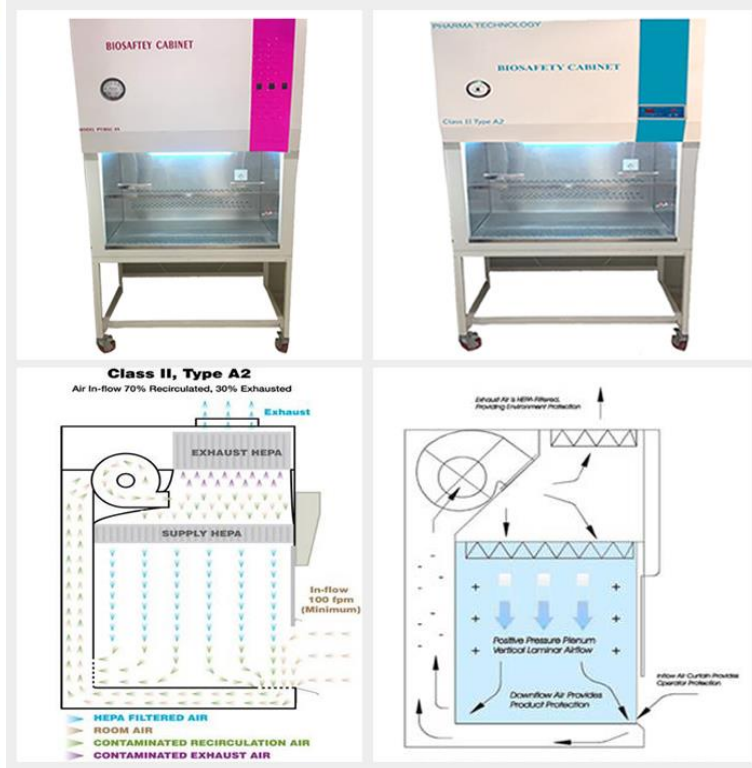 BIOSAFTEY CABINET
PHARMA TECHNOLOGY
BIOSAFETY CABINET
Class II Type A2
Class II, Type A2
Air In-flow 70% Recirculated, 30% Exhausted
Exhaust
EXHAUST HEPA
SUPPLY HEPA
In-flow
100 fpm
(Minimum)
HEPA FILTERED AIR
ROOM AIR
CONTAMINATED RECIRCULATION AIR
CONTAMINATED EXHAUST AIR
Exhaust Air is HEPA Filtered,
Providing Environment Protection
Positive Pressure Plenum
Vertical Laminar Airflow
Downflow Air Provides
Product Protection
Inflow Air Curtain Provides
Operator Protection